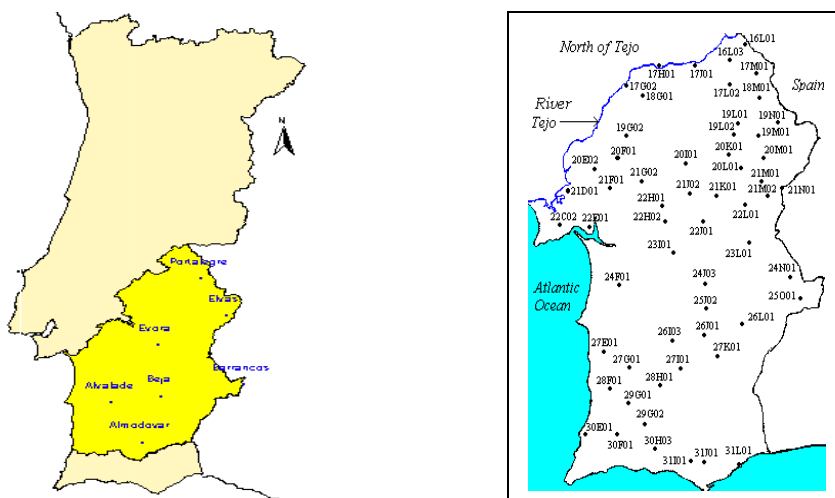 N
Portalegre
Elvas
Evora
Barrancos
Beja
Alvalade
Almodovar
16L01
North of Tejo
16L03
17H01
17J01
17M01
Spain
17G02
17L02
18M01
18G01
River
Tejo
19L01
19N01
19G02
19L02
19M01
20F01
20K01
20E02
20I01
20M01
20L01
21F01
21G02
21M01
21D01
21J02
21K01
21M02
21N01
22H01
22L01
22C02
22E01
22H02
22J01
23I01
23L01
24N01
24F01
24J03
Atlantic
Ocean
25J02
25O01
26L01
26I03
26J01
27E01
27K01
27G01
27I01
28F01
28H01
29G01
29G02
30E01
30F01
30H03
31I01
31J01
31L01